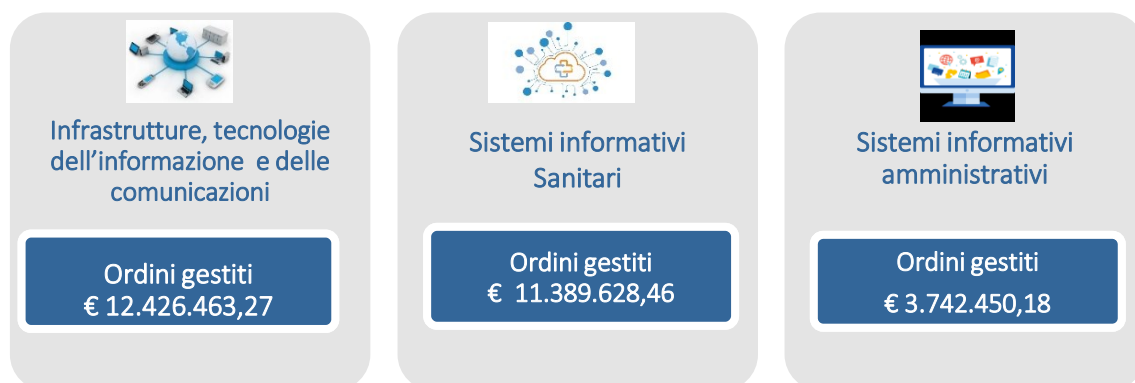 Infrastrutture, tecnologie
dell’informazione e delle
comunicazioni
Ordini gestiti
€ 12.426.463,27
Sistemi informativi
Sanitari
Ordini gestiti
€ 11.389.628,46
Sistemi informativi
amministrativi
Ordini gestiti
€ 3.742.450,18